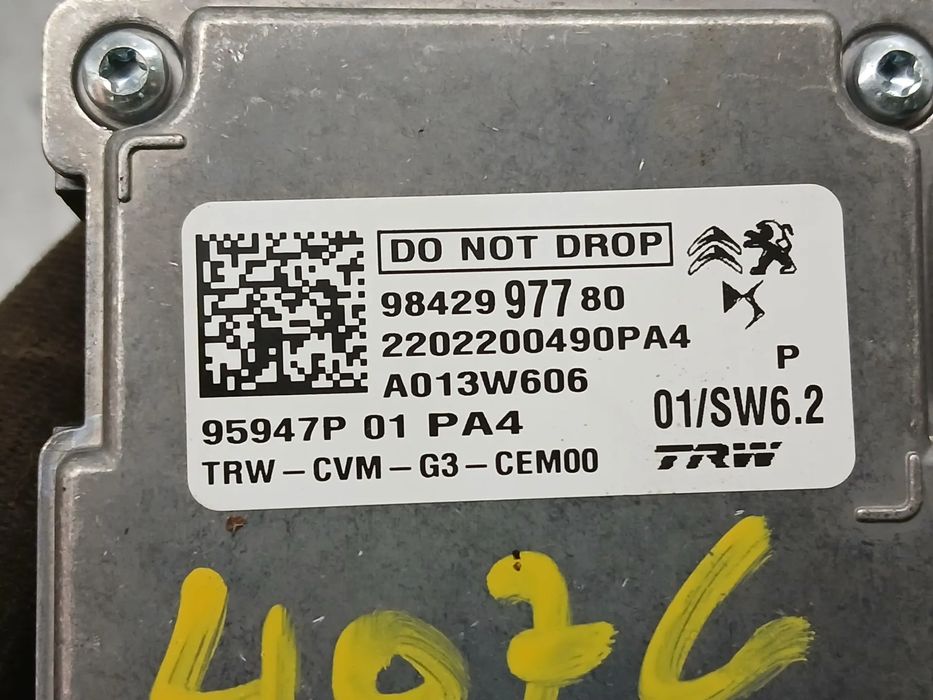 DO NOT DROP
98429 977 80
2202200490PA4
A013W606
P
95947P 01 PA4
01/SW6.2
TRW-CVM-G3-CEM00
TRW
4076